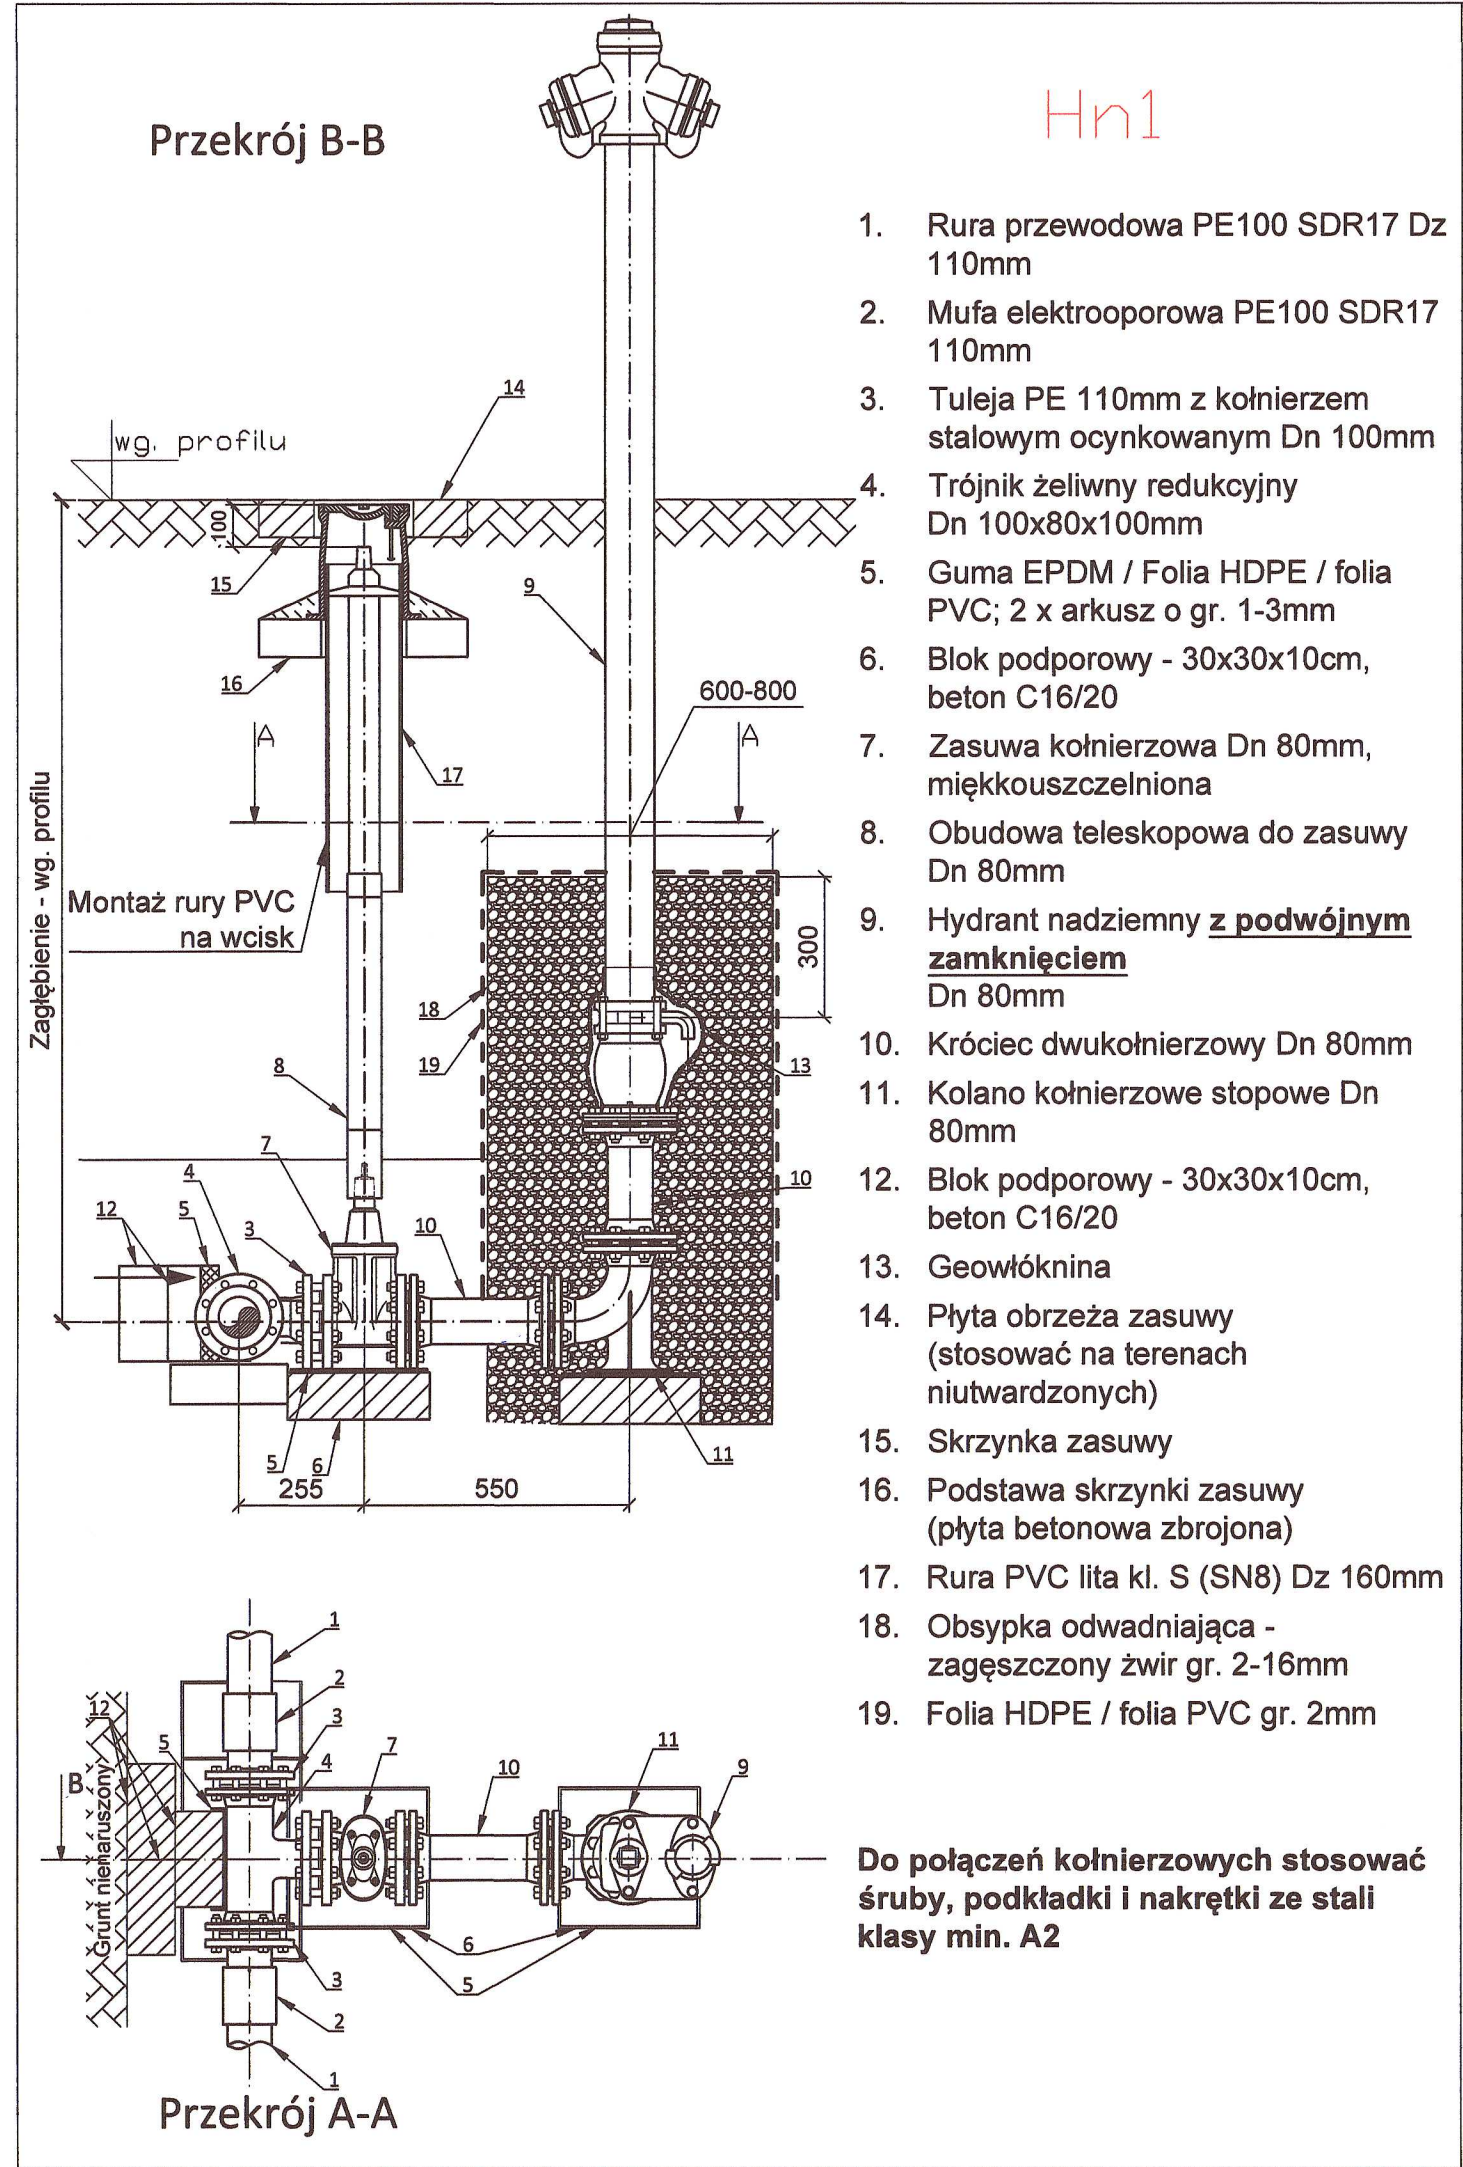 Przekrój B-B
Hn1
1. Rura przewodowa PE100 SDR17 Dz
110mm
2. Mufa elektrooporowa PE100 SDR17
110mm
3. Tuleja PE 110mm z kołnierzem
stalowym ocynkowanym Dn 100mm
4. Trójnik żeliwny redukcyjny
Dn 100x80x100mm
5. Guma EPDM / Folia HDPE / folia
PVC; 2 x arkusz o gr. 1-3mm
6. Blok podporowy - 30x30x10cm,
beton C16/20
7. Zasuwa kołnierzowa Dn 80mm,
miękkouszczelniona
8. Obudowa teleskopowa do zasuwy
Dn 80mm
9. Hydrant nadziemny z podwójnym
zamknięciem
Dn 80mm
10. Króciec dwukołnierzowy Dn 80mm
11. Kolano kołnierzowe stopowe Dn
80mm
12. Blok podporowy - 30x30x10cm,
beton C16/20
13. Geowłóknina
14. Płyta obrzeża zasuwy
(stosować na terenach
niutwardzonych)
15. Skrzynka zasuwy
16. Podstawa skrzynki zasuwy
(płyta betonowa zbrojona)
17. Rura PVC lita kl. S (SN8) Dz 160mm
18. Obsypka odwadniająca -
zagęszczony żwir gr. 2-16mm
19. Folia HDPE / folia PVC gr. 2mm
Do połączeń kołnierzowych stosować
śruby, podkładki i nakrętki ze stali
klasy min. A2
14
wg. profilu
100
15
9
16
600-800
A
A
17
Zagłębienie - wg. profilu
Montaż rury PVC
na wcisk
300
18
19
13
8
7
4
10
12
5
3
10
11
5
6
255
550
1
2
12
3
5
4
7
11
10
9
B
Grunt nienaruszony
6
3
5
2
1
Przekrój A-A